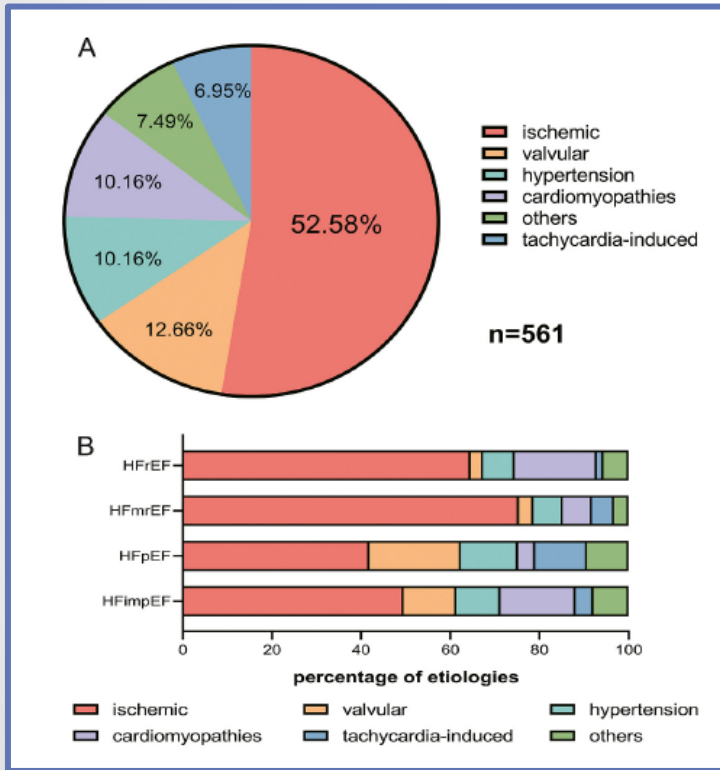 A
6.95%
7.49%
10.16%
10.16%
12.66%
52.58%
ischemic
valvular
hypertension
cardiomyopathies
others
tachycardia-induced
n=561
B
HFrEF
HFmrEF
HFpEF
HFimpEF
0 20 40 60 80 100
percentage of etiologies
ischemic valvular hypertension
cardiomyopathies tachycardia-induced others